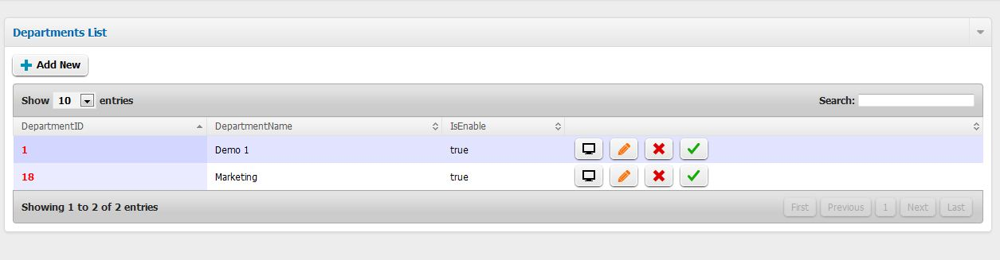 Departments List
Add New
Show 10 entries Search:
DepartmentID DepartmentName IsEnable
1 Demo 1 true
18 Marketing true
Showing 1 to 2 of 2 entries First Previous 1 Next Last